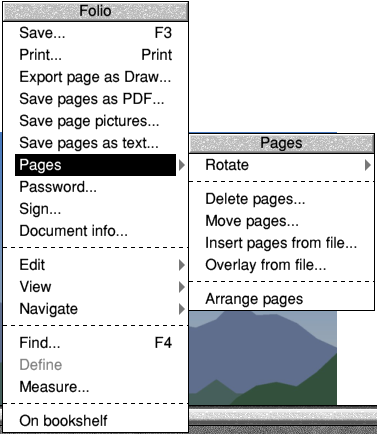 Folio
Save... F3
Print... Print
Export page as Draw...
Save pages as PDF...
Save page pictures...
Save pages as text...
Pages
Password...
Sign...
Document info...
Edit
View
Navigate
Find... F4
Define
Measure...
On bookshelf
Pages
Rotate
Delete pages...
Move pages...
Insert pages from file...
Overlay from file...
Arrange pages